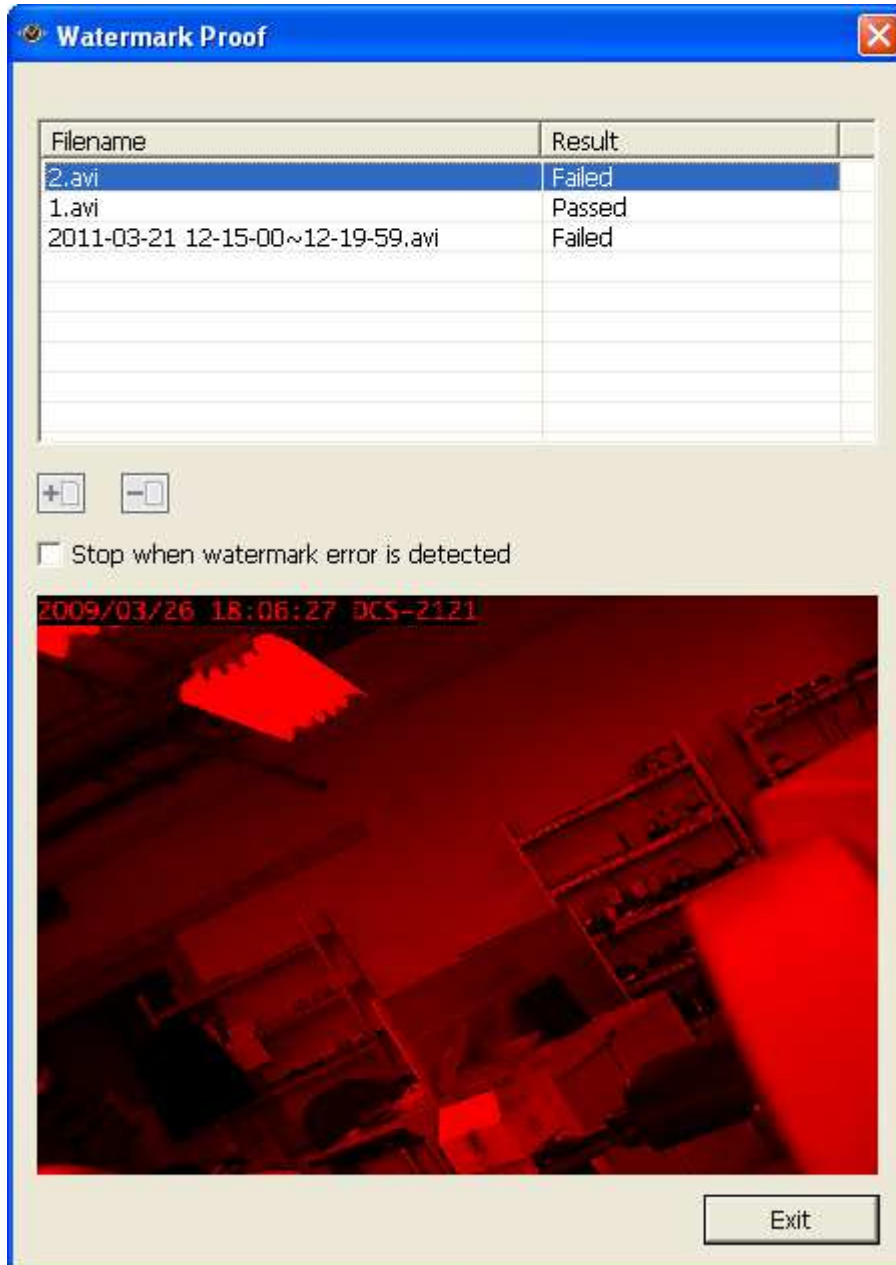 Watermark Proof
Filename Result
2.avi Failed
1.avi Passed
2011-03-21 12-15-00~12-19-59.avi Failed
Stop when watermark error is detected
2009/03/26 18:06:27 DCS-2121
Exit